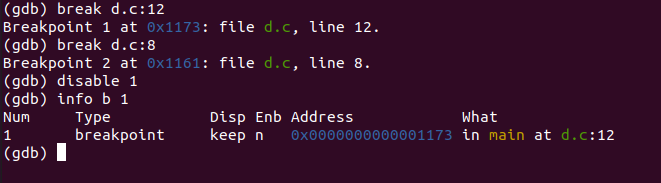 (gdb) break d.c:12
Breakpoint 1 at 0x1173: file d.c, line 12.
(gdb) break d.c:8
Breakpoint 2 at 0x1161: file d.c, line 8.
(gdb) disable 1
(gdb) info b 1
Num     Type           Disp Enb Address            What
1       breakpoint     keep n   0x0000000000001173 in main at d.c:12
(gdb)